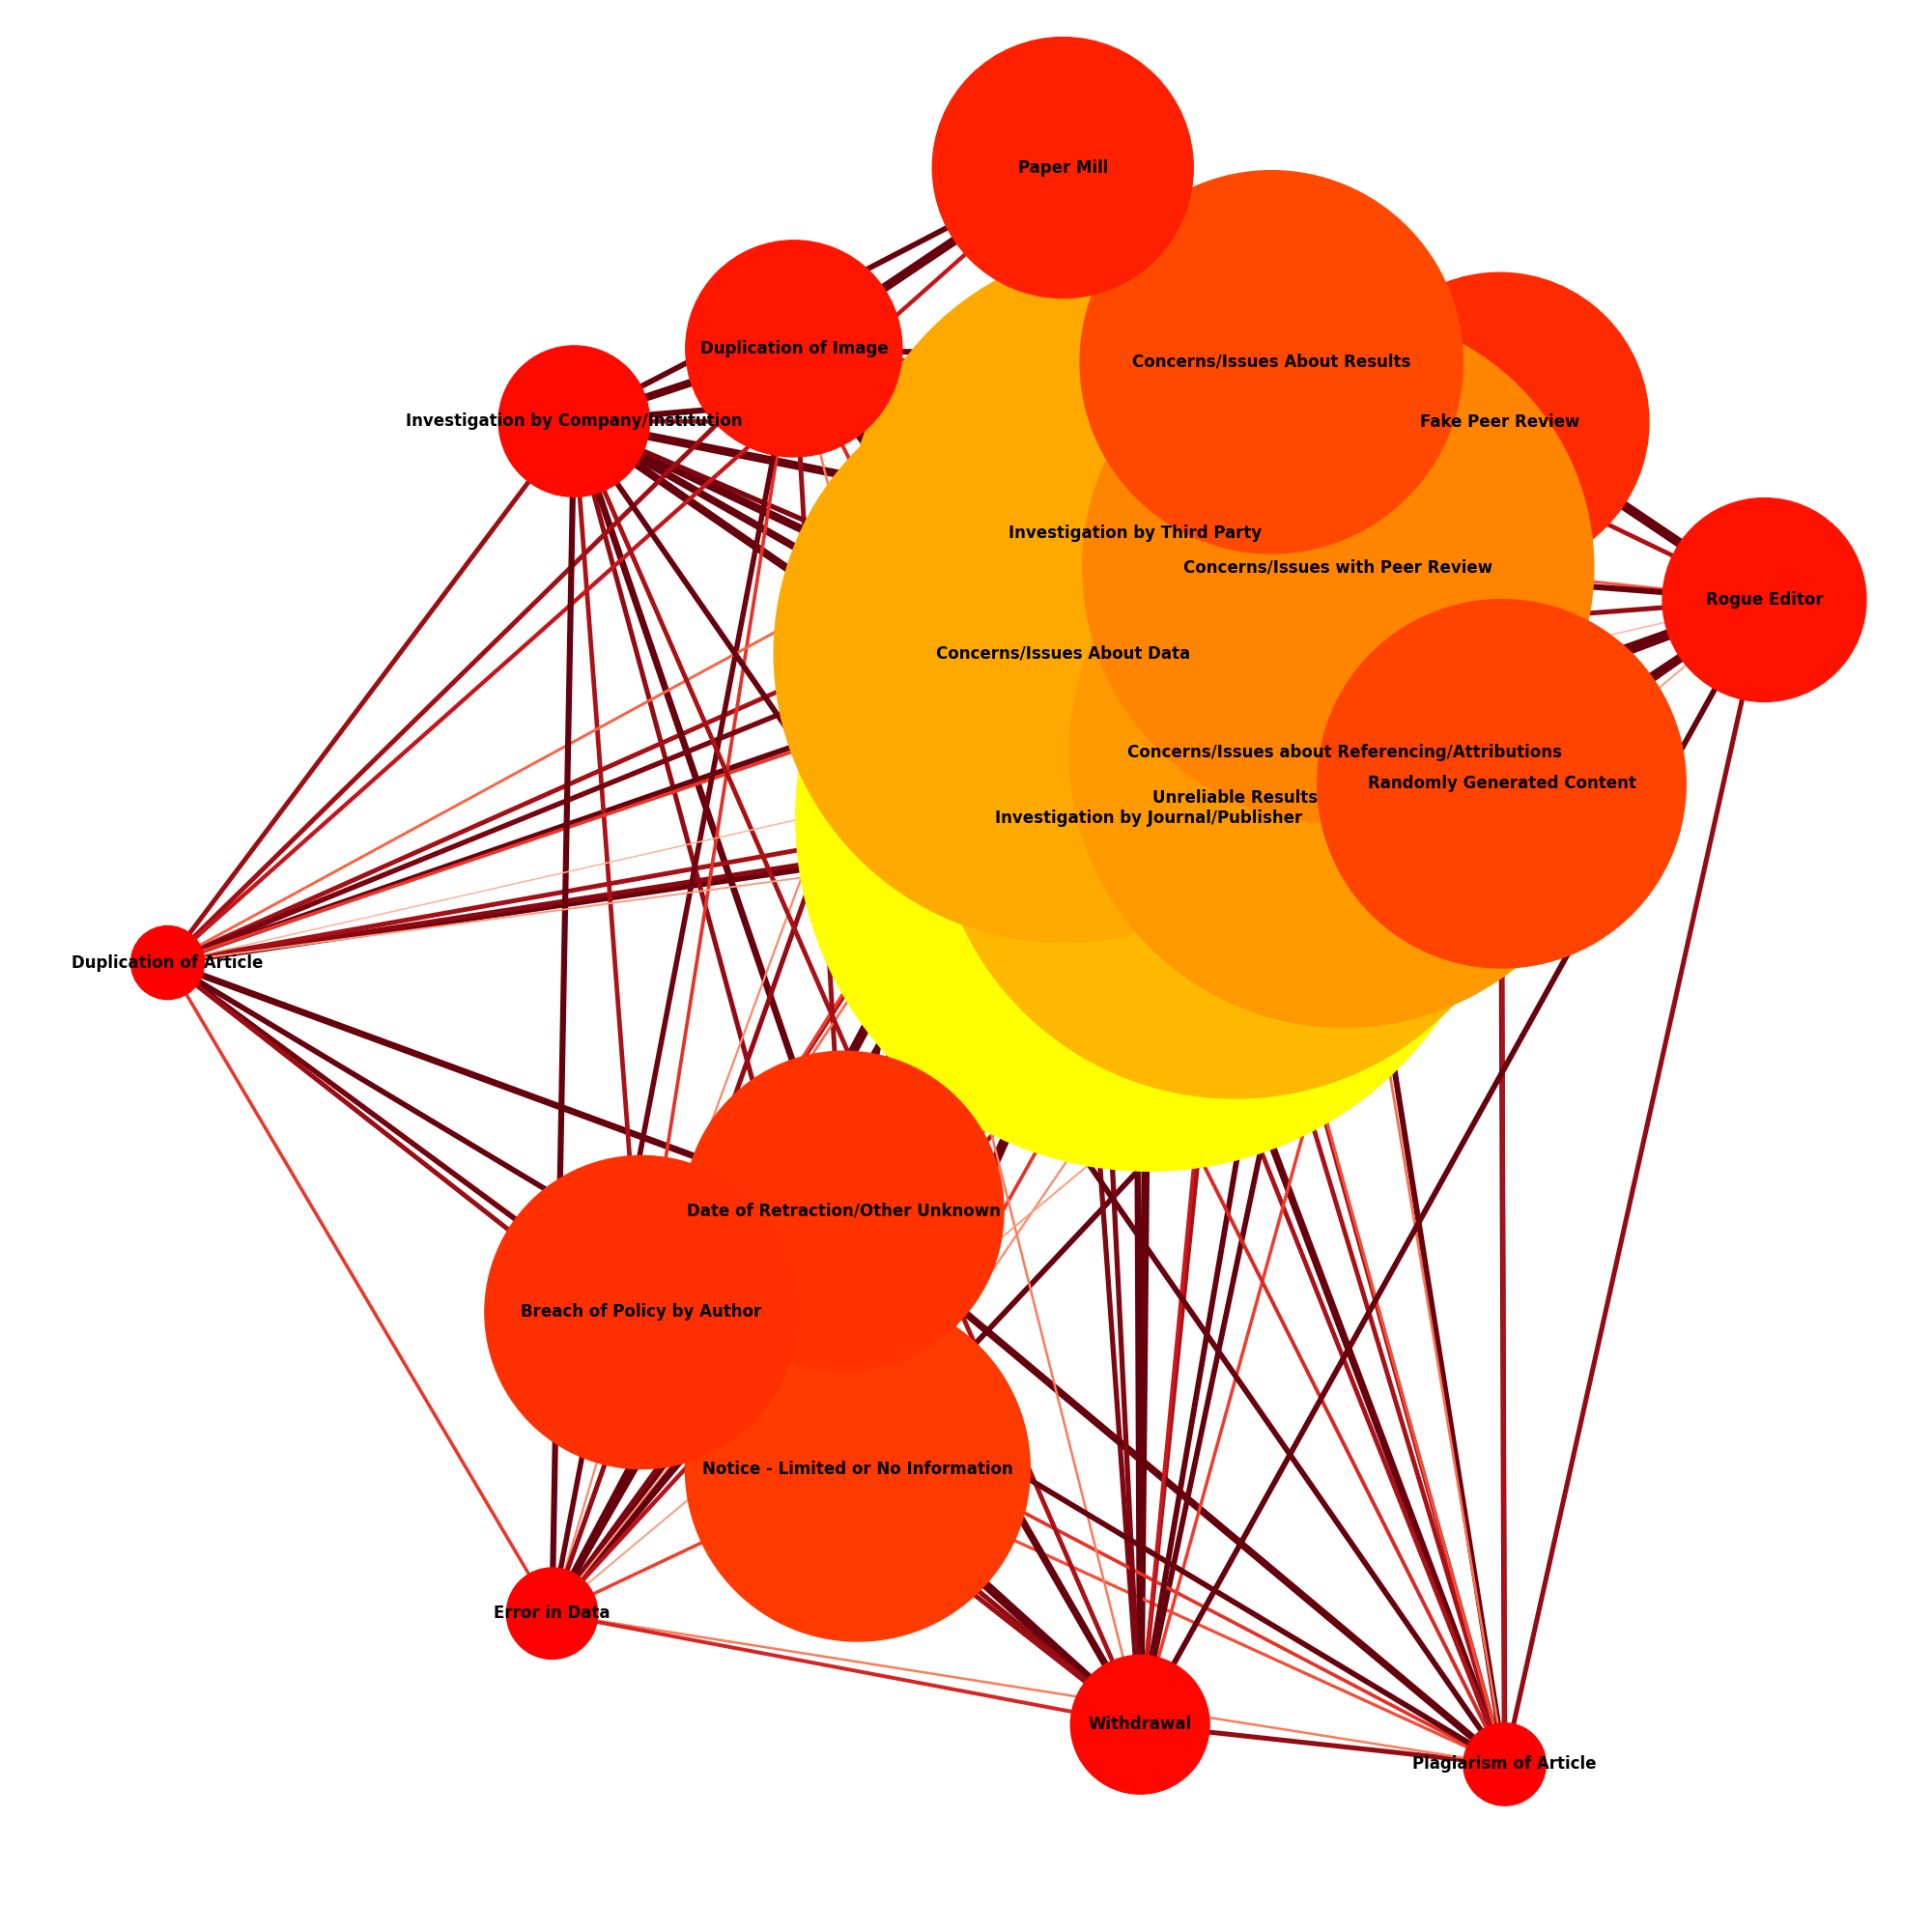 Paper Mill
Duplication of Image
Concerns/Issues About Results
Investigation by Company/Institution
Fake Peer Review
Investigation by Third Party
Concerns/Issues with Peer Review
Rogue Editor
Concerns/Issues About Data
Concerns/Issues about Referencing/Attributions
Randomly Generated Content
Unreliable Results
Investigation by Journal/Publisher
Duplication of Article
Date of Retraction/Other Unknown
Breach of Policy by Author
Notice - Limited or No Information
Error in Data
Withdrawal
Plagiarism of Article